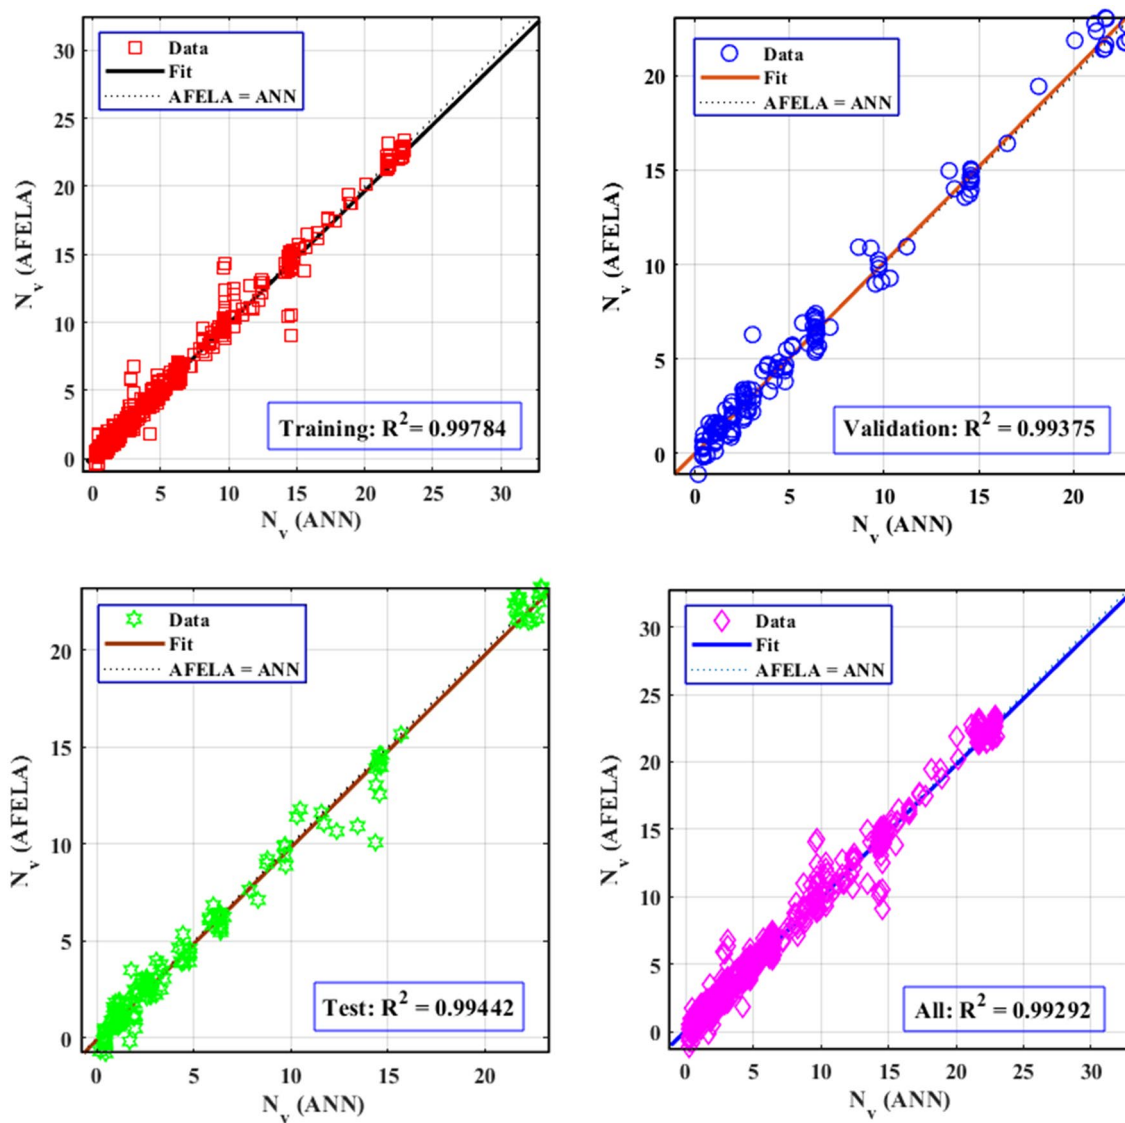 Data
Fit
AFELA = ANN
30
25
20
15
10
5
0
N_v (AFELA)
Training: R² = 0.99784
0 5 10 15 20 25 30
N_v (ANN)
Data
Fit
AFELA = ANN
20
15
10
5
0
N_v (AFELA)
Validation: R² = 0.99375
0 5 10 15 20
N_v (ANN)
Data
Fit
AFELA = ANN
20
15
10
5
0
N_v (AFELA)
Test: R² = 0.99442
0 5 10 15 20
N_v (ANN)
Data
Fit
AFELA = ANN
30
25
20
15
10
5
0
N_v (AFELA)
All: R² = 0.99292
0 5 10 15 20 25 30
N_v (ANN)